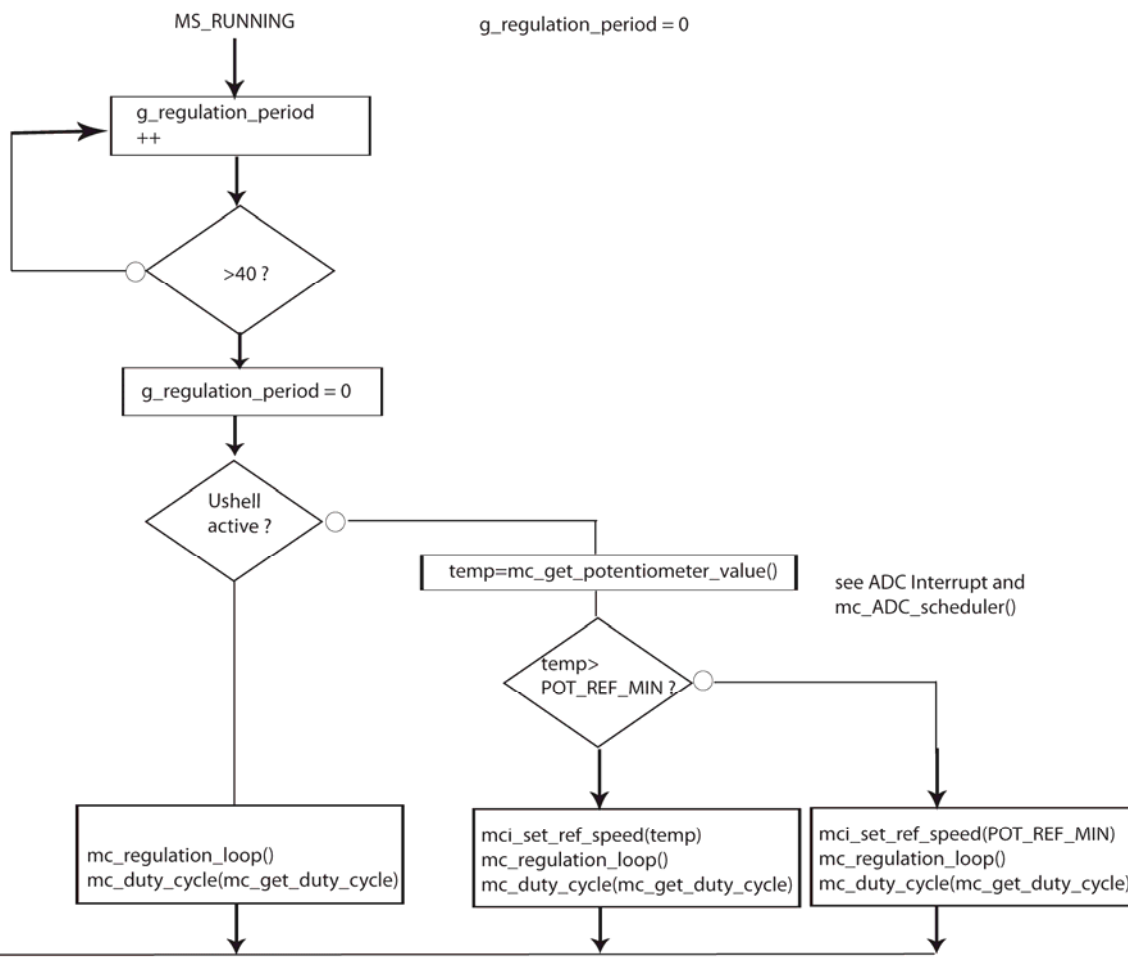 MS_RUNNING
g_regulation_period = 0
g_regulation_period
++
>40 ?
g_regulation_period = 0
Ushell
active ?
temp=mc_get_potentiometer_value()
see ADC Interrupt and
mc_ADC_scheduler()
temp>
POT_REF_MIN ?
mc_regulation_loop()
mc_duty_cycle(mc_get_duty_cycle)
mci_set_ref_speed(temp)
mc_regulation_loop()
mc_duty_cycle(mc_get_duty_cycle)
mci_set_ref_speed(POT_REF_MIN)
mc_regulation_loop()
mc_duty_cycle(mc_get_duty_cycle)